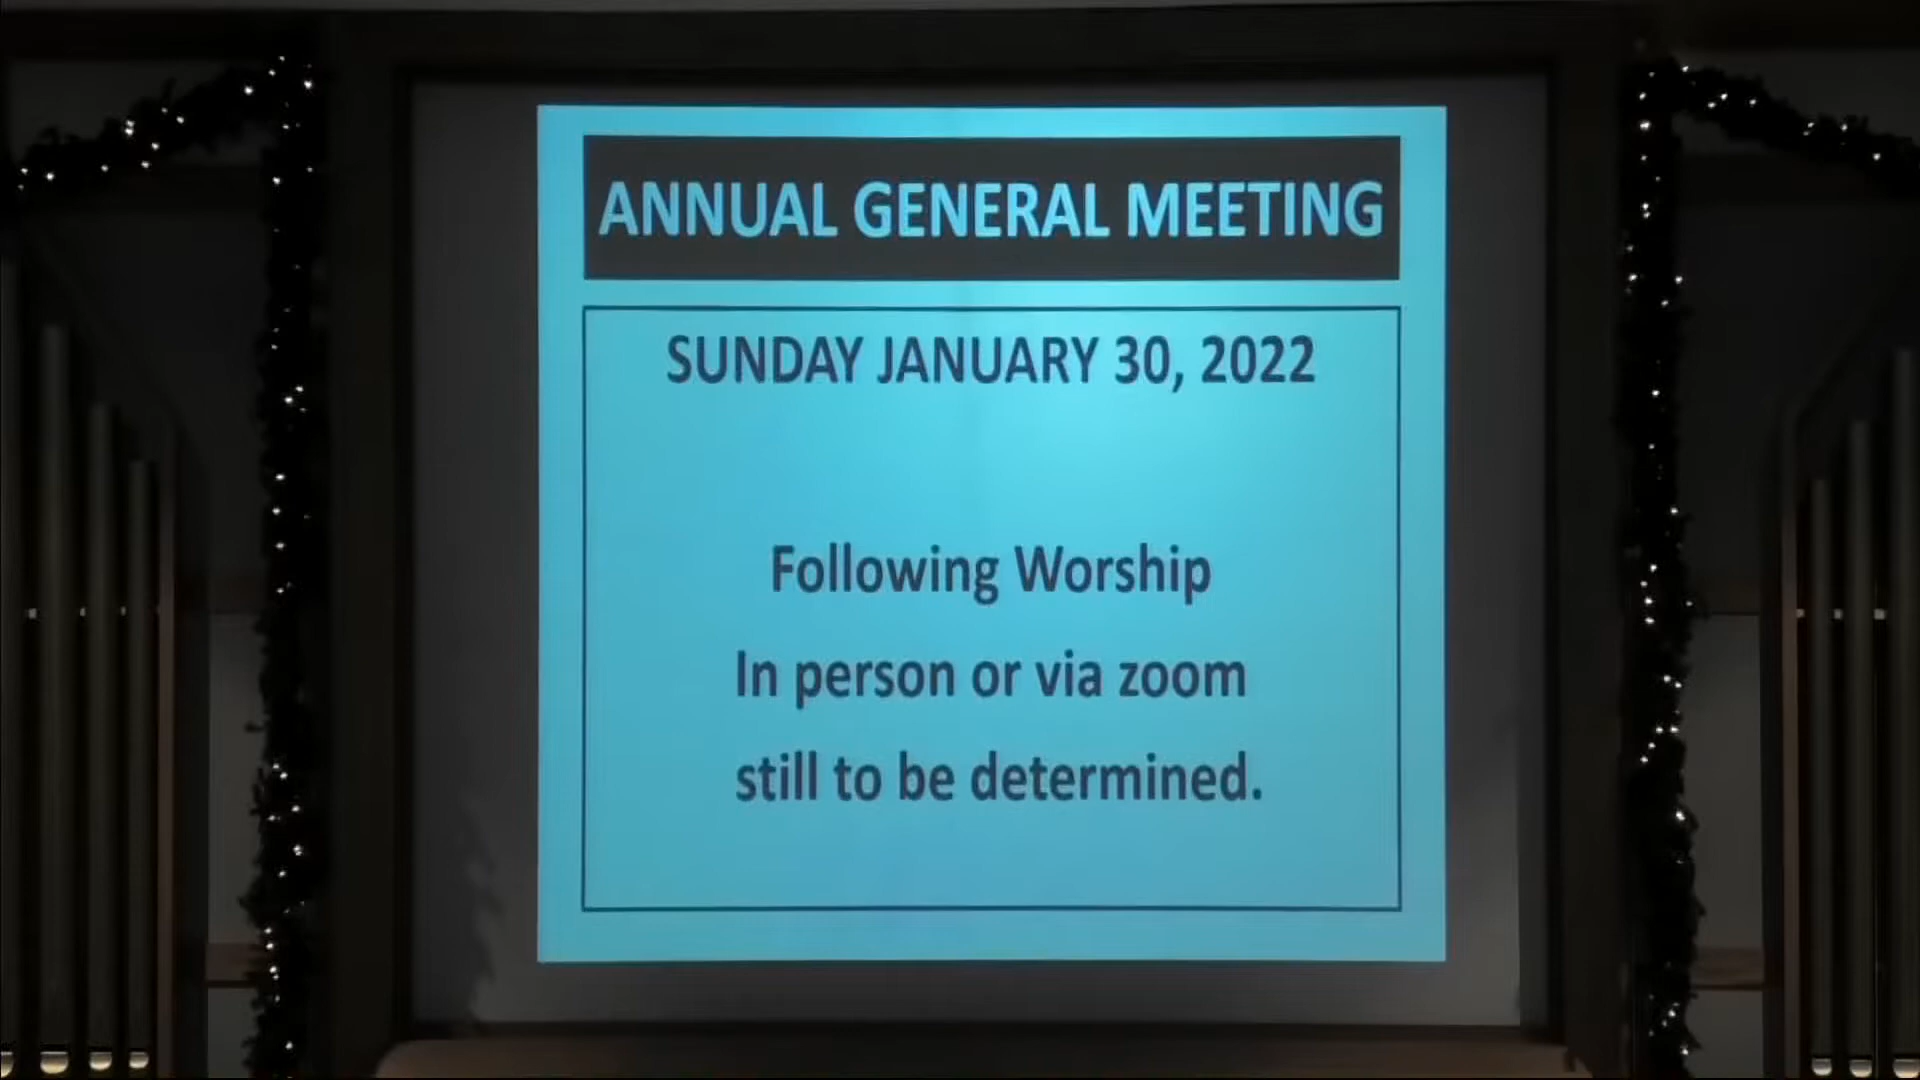 ANNUAL GENERAL MEETING
SUNDAY JANUARY 30, 2022
Following Worship
In person or via zoom
still to be determined.